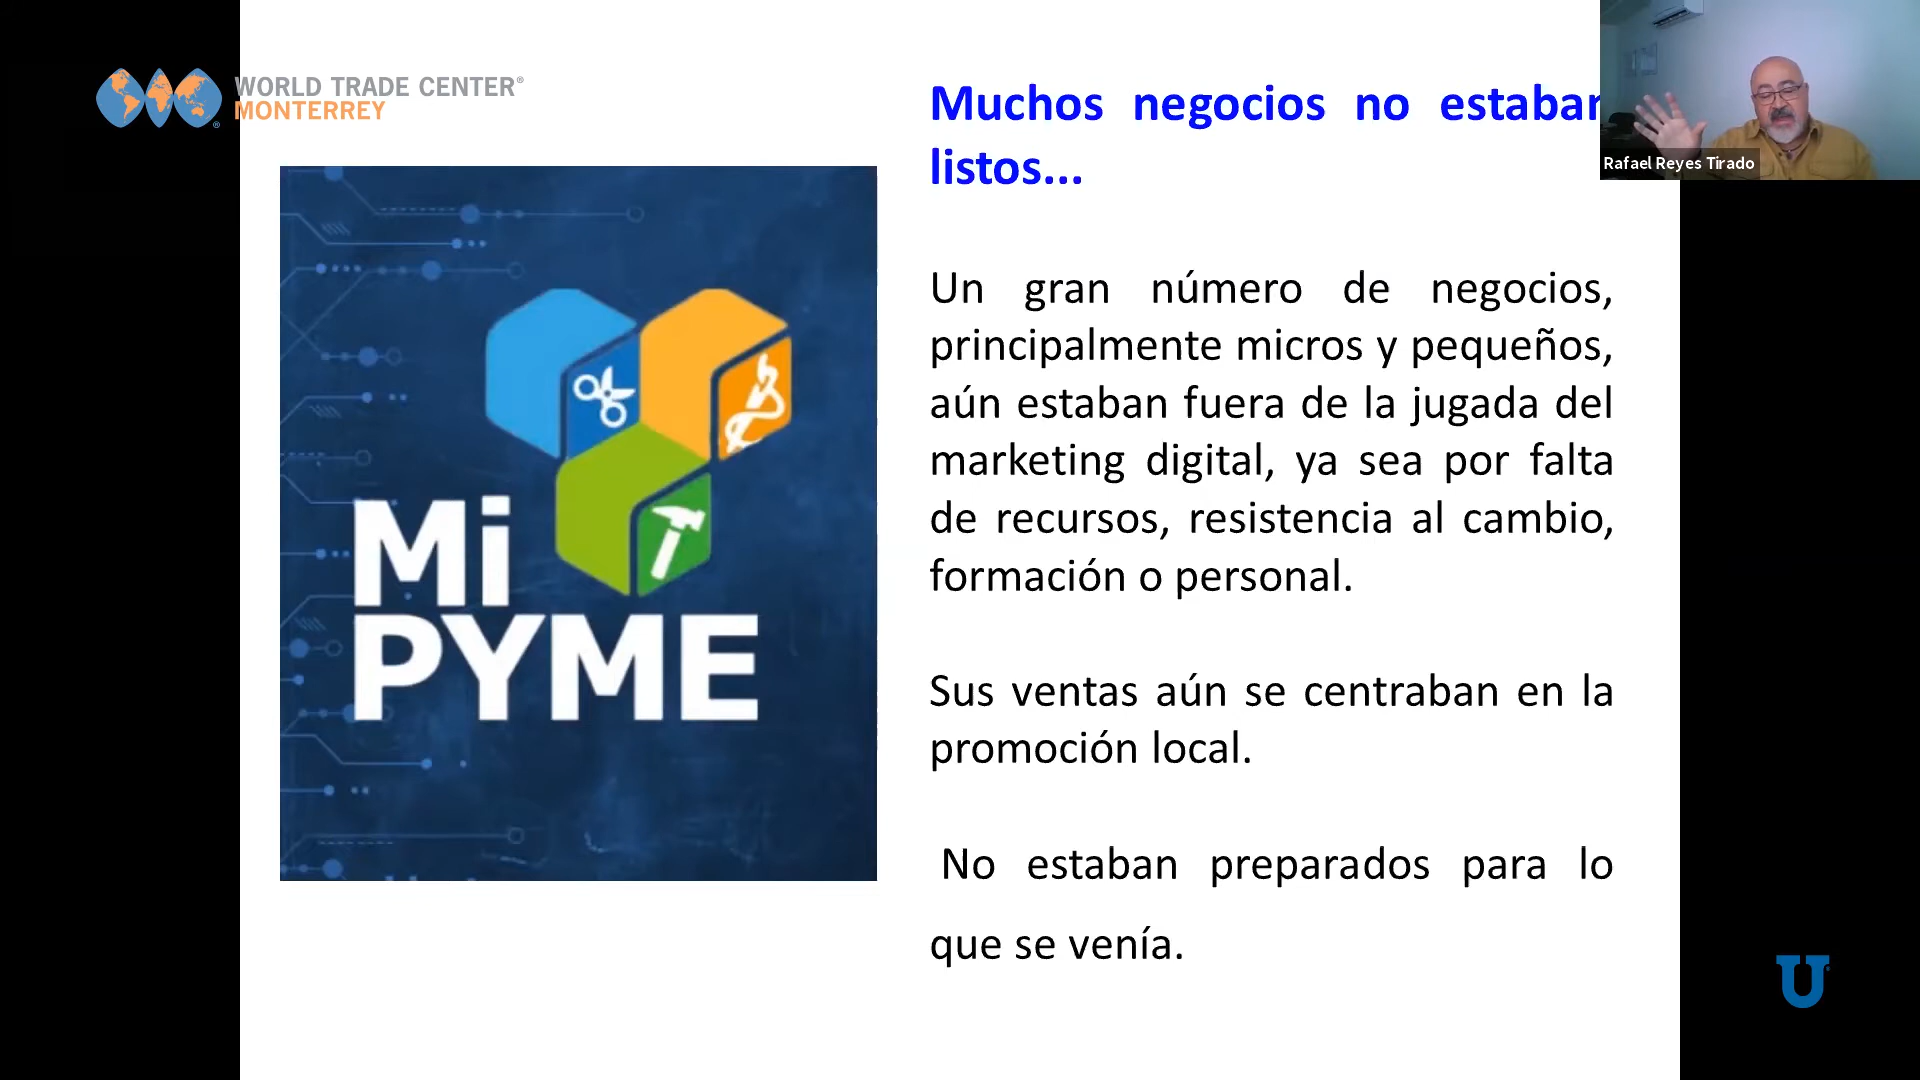 WORLD TRADE CENTER®
MONTERREY
®
Muchos negocios no estaban
listos...
Rafael Reyes Tirado
Mi
PYME
Un gran número de negocios,
principalmente micros y pequeños,
aún estaban fuera de la jugada del
marketing digital, ya sea por falta
de recursos, resistencia al cambio,
formación o personal.
Sus ventas aún se centraban en la
promoción local.
No estaban preparados para lo
que se venía.
U